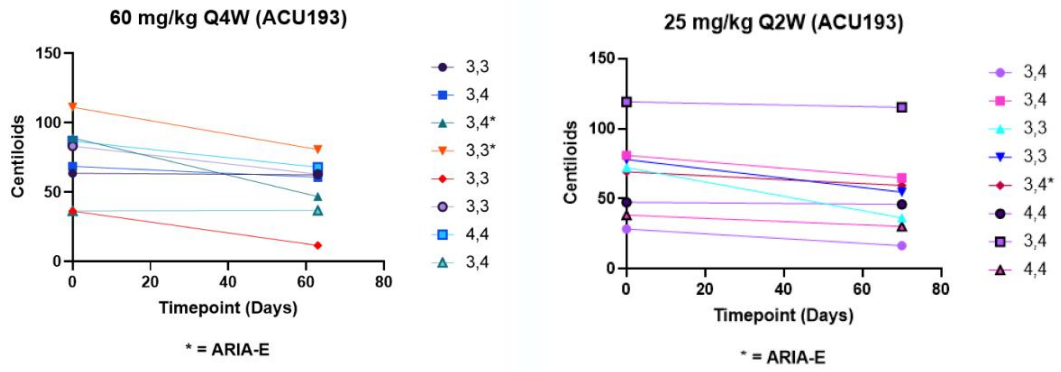 60 mg/kg Q4W (ACU193)
150
100
50
0
Centiloids
0 20 40 60 80
Timepoint (Days)
3,3
3,4
3,4*
3,3*
3,3
3,3
4,4
3,4
* = ARIA-E
25 mg/kg Q2W (ACU193)
150
100
50
0
Centiloids
0 20 40 60 80
Timepoint (Days)
3,4
3,4
3,3
3,3
3,4*
4,4
3,4
4,4
* = ARIA-E